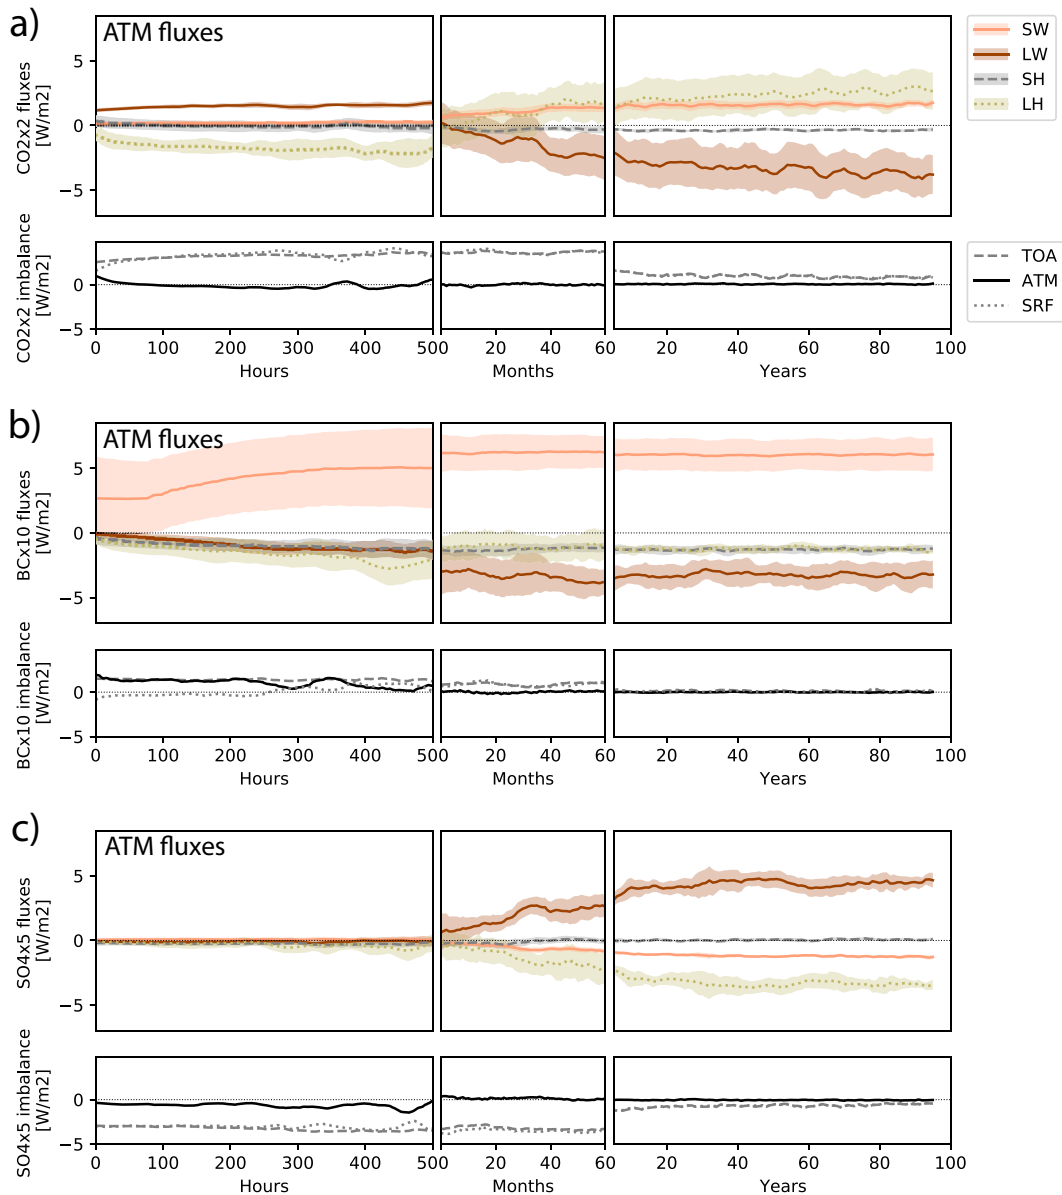 a)
ATM fluxes
CO2x2 fluxes
[W/m2]
5
0
−5
SW
LW
SH
LH
CO2x2 imbalance
[W/m2]
0
−5
TOA
ATM
SRF
0 100 200 300 400 500 20 40 60 20 40 60 80 100
Hours Months Years
b)
ATM fluxes
BCx10 fluxes
[W/m2]
5
0
−5
BCx10 imbalance
[W/m2]
0
−5
0 100 200 300 400 500 20 40 60 20 40 60 80 100
Hours Months Years
c)
ATM fluxes
SO4x5 fluxes
[W/m2]
5
0
−5
SO4x5 imbalance
[W/m2]
0
−5
0 100 200 300 400 500 20 40 60 20 40 60 80 100
Hours Months Years